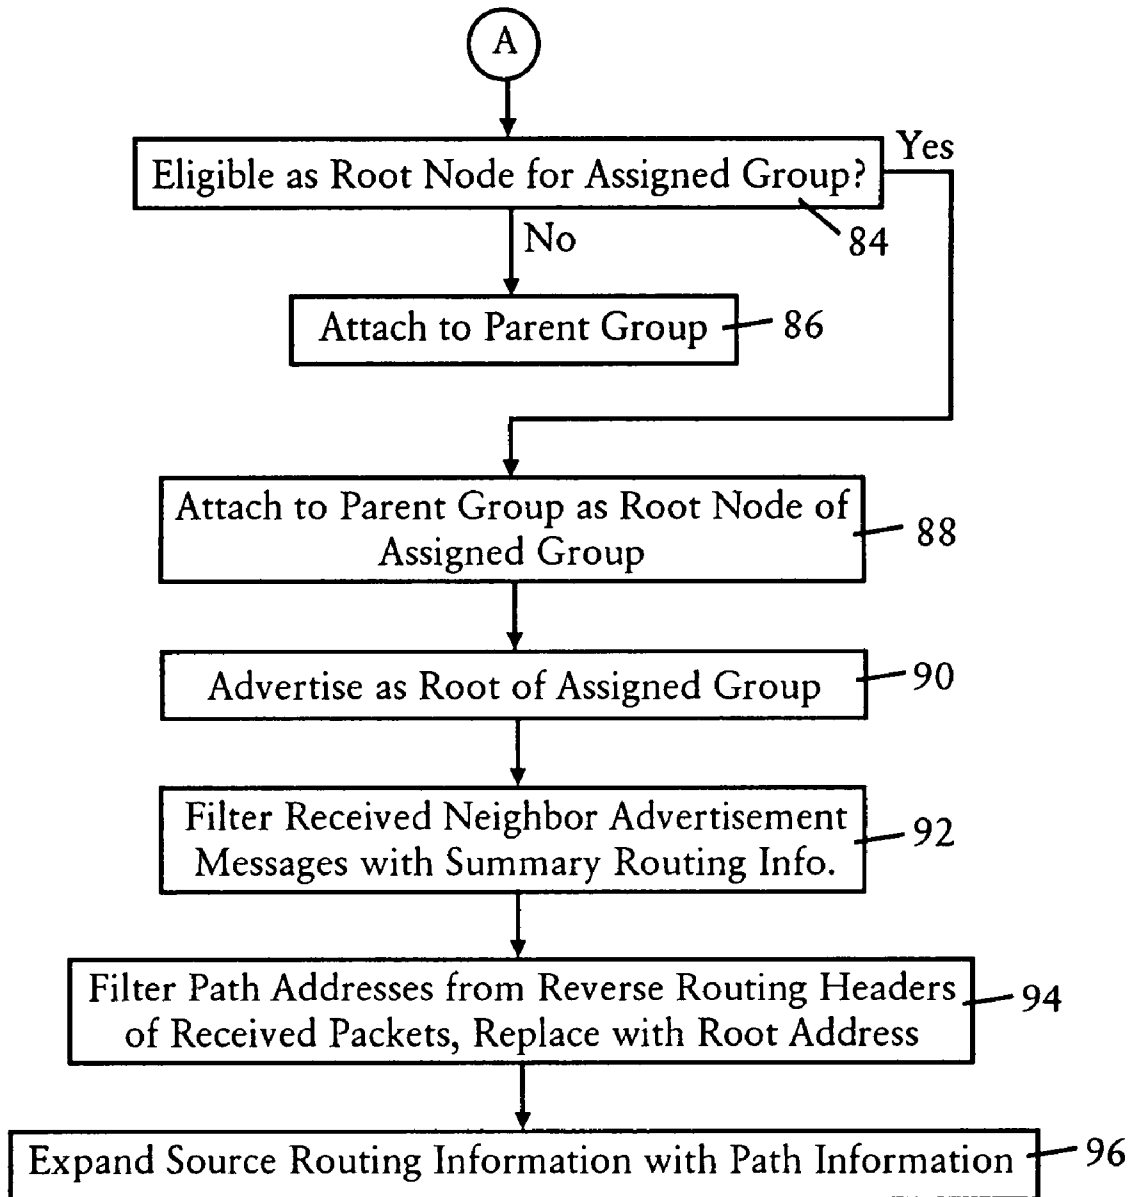 A
Eligible as Root Node for Assigned Group?
Yes
84
No
Attach to Parent Group
86
Attach to Parent Group as Root Node of
Assigned Group
88
Advertise as Root of Assigned Group
90
Filter Received Neighbor Advertisement
Messages with Summary Routing Info.
92
Filter Path Addresses from Reverse Routing Headers
of Received Packets, Replace with Root Address
94
Expand Source Routing Information with Path Information
96